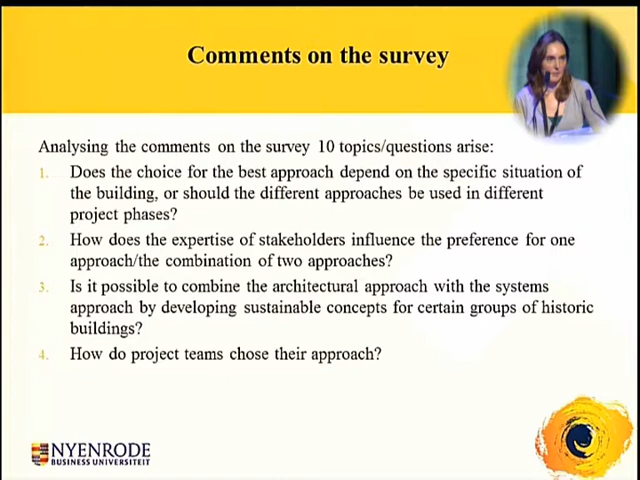 Comments on the survey
Analysing the comments on the survey 10 topics/questions arise:
1. Does the choice for the best approach depend on the specific situation of
the building, or should the different approaches be used in different
project phases?
2. How does the expertise of stakeholders influence the preference for one
approach/the combination of two approaches?
3. Is it possible to combine the architectural approach with the systems
approach by developing sustainable concepts for certain groups of historic
buildings?
4. How do project teams chose their approach?
NYENRODE
BUSINESS UNIVERSITEIT